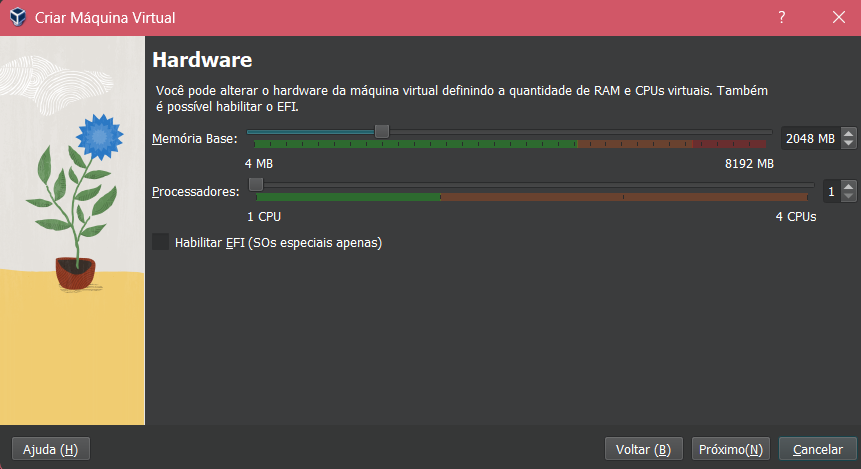 Criar Máquina Virtual
?
Hardware
Você pode alterar o hardware da máquina virtual definindo a quantidade de RAM e CPUs virtuais. Também
é possível habilitar o EFI.
Memória Base: 2048 MB
4 MB 8192 MB
Processadores: 1
1 CPU 4 CPUs
Habilitar EFI (SOs especiais apenas)
Ajuda (H) Voltar (B) Próximo(N) Cancelar